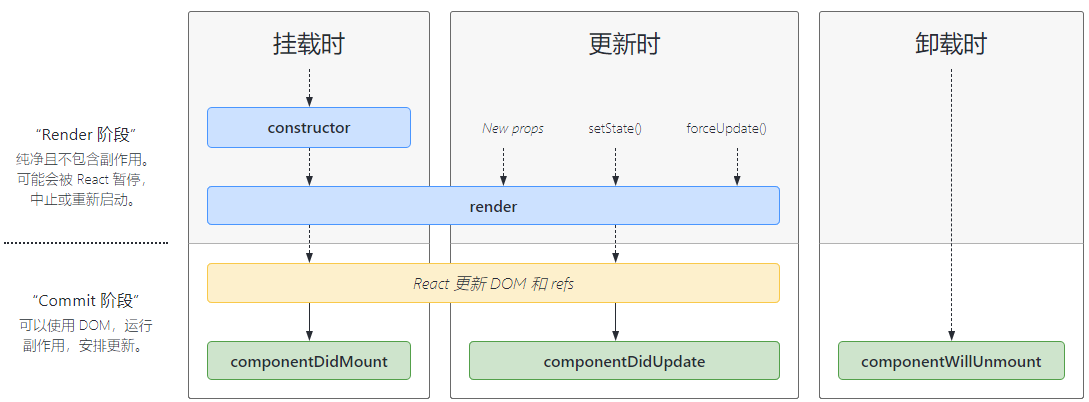 挂载时
更新时
卸载时
“Render 阶段”
纯净且不包含副作用。
可能会被 React 暂停，
中止或重新启动。
constructor
New props
setState()
forceUpdate()
render
“Commit 阶段”
可以使用 DOM，运行
副作用，安排更新。
React 更新 DOM 和 refs
componentDidMount
componentDidUpdate
componentWillUnmount